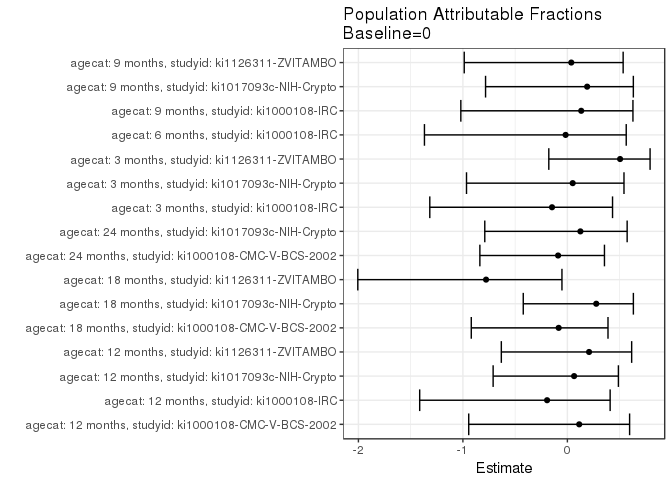 Population Attributable Fractions
Baseline=0
agecat: 9 months, studyid: ki1126311-ZVITAMBO
agecat: 9 months, studyid: ki1017093c-NIH-Crypto
agecat: 9 months, studyid: ki1000108-IRC
agecat: 6 months, studyid: ki1000108-IRC
agecat: 3 months, studyid: ki1126311-ZVITAMBO
agecat: 3 months, studyid: ki1017093c-NIH-Crypto
agecat: 3 months, studyid: ki1000108-IRC
agecat: 24 months, studyid: ki1017093c-NIH-Crypto
agecat: 24 months, studyid: ki1000108-CMC-V-BCS-2002
agecat: 18 months, studyid: ki1126311-ZVITAMBO
agecat: 18 months, studyid: ki1017093c-NIH-Crypto
agecat: 18 months, studyid: ki1000108-CMC-V-BCS-2002
agecat: 12 months, studyid: ki1126311-ZVITAMBO
agecat: 12 months, studyid: ki1017093c-NIH-Crypto
agecat: 12 months, studyid: ki1000108-IRC
agecat: 12 months, studyid: ki1000108-CMC-V-BCS-2002
-2 -1 0
Estimate